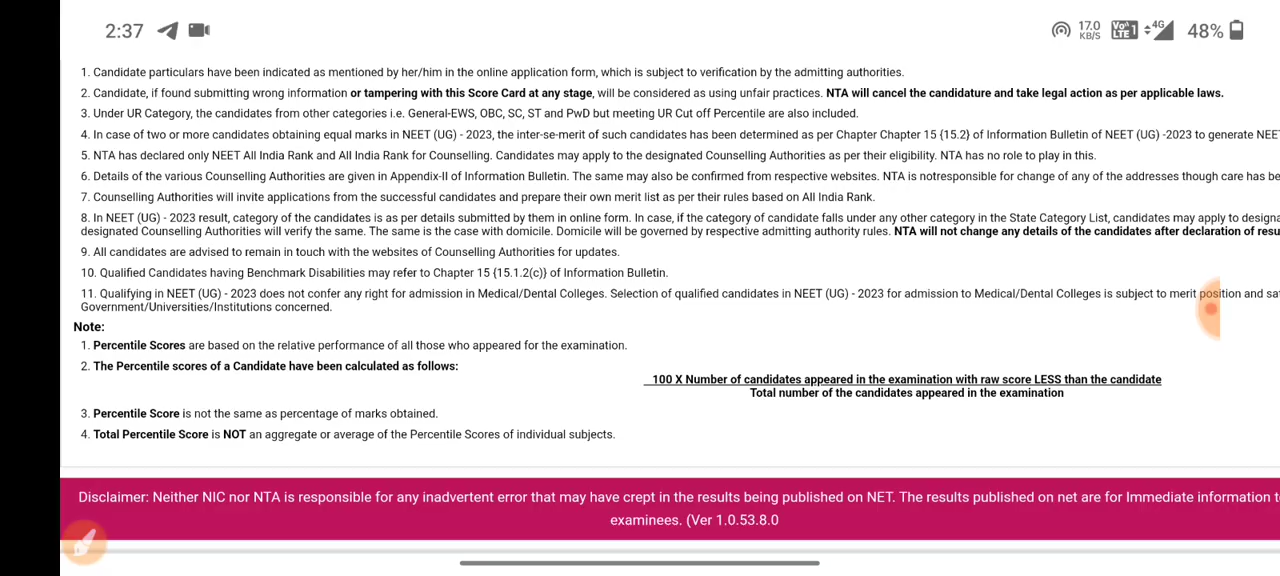 2:37
17.0
KB/S
Vo
LTE 1
4G
48%
1. Candidate particulars have been indicated as mentioned by her/him in the online application form, which is subject to verification by the admitting authorities.
2. Candidate, if found submitting wrong information or tampering with this Score Card at any stage, will be considered as using unfair practices. NTA will cancel the candidature and take legal action as per applicable laws.
3. Under UR Category, the candidates from other categories i.e. General-EWS, OBC, SC, ST and PwD but meeting UR Cut off Percentile are also included.
4. In case of two or more candidates obtaining equal marks in NEET (UG) - 2023, the inter-se-merit of such candidates has been determined as per Chapter Chapter 15 {15.2} of Information Bulletin of NEET (UG) -2023 to generate NEE
5. NTA has declared only NEET All India Rank and All India Rank for Counselling. Candidates may apply to the designated Counselling Authorities as per their eligibility. NTA has no role to play in this.
6. Details of the various Counselling Authorities are given in Appendix-II of Information Bulletin. The same may also be confirmed from respective websites. NTA is notresponsible for change of any of the addresses though care has be
7. Counselling Authorities will invite applications from the successful candidates and prepare their own merit list as per their rules based on All India Rank.
8. In NEET (UG) - 2023 result, category of the candidates is as per details submitted by them in online form. In case, if the category of candidate falls under any other category in the State Category List, candidates may apply to designa
designated Counselling Authorities will verify the same. The same is the case with domicile. Domicile will be governed by respective admitting authority rules. NTA will not change any details of the candidates after declaration of resu
9. All candidates are advised to remain in touch with the websites of Counselling Authorities for updates.
10. Qualified Candidates having Benchmark Disabilities may refer to Chapter 15 {15.1.2(c)} of Information Bulletin.
11. Qualifying in NEET (UG) - 2023 does not confer any right for admission in Medical/Dental Colleges. Selection of qualified candidates in NEET (UG) - 2023 for admission to Medical/Dental Colleges is subject to merit position and sa
Government/Universities/Institutions concerned.
Note:
1. Percentile Scores are based on the relative performance of all those who appeared for the examination.
2. The Percentile scores of a Candidate have been calculated as follows:
100 X Number of candidates appeared in the examination with raw score LESS than the candidate
Total number of the candidates appeared in the examination
3. Percentile Score is not the same as percentage of marks obtained.
4. Total Percentile Score is NOT an aggregate or average of the Percentile Scores of individual subjects.
Disclaimer: Neither NIC nor NTA is responsible for any inadvertent error that may have crept in the results being published on NET. The results published on net are for Immediate information t
examinees. (Ver 1.0.53.8.0